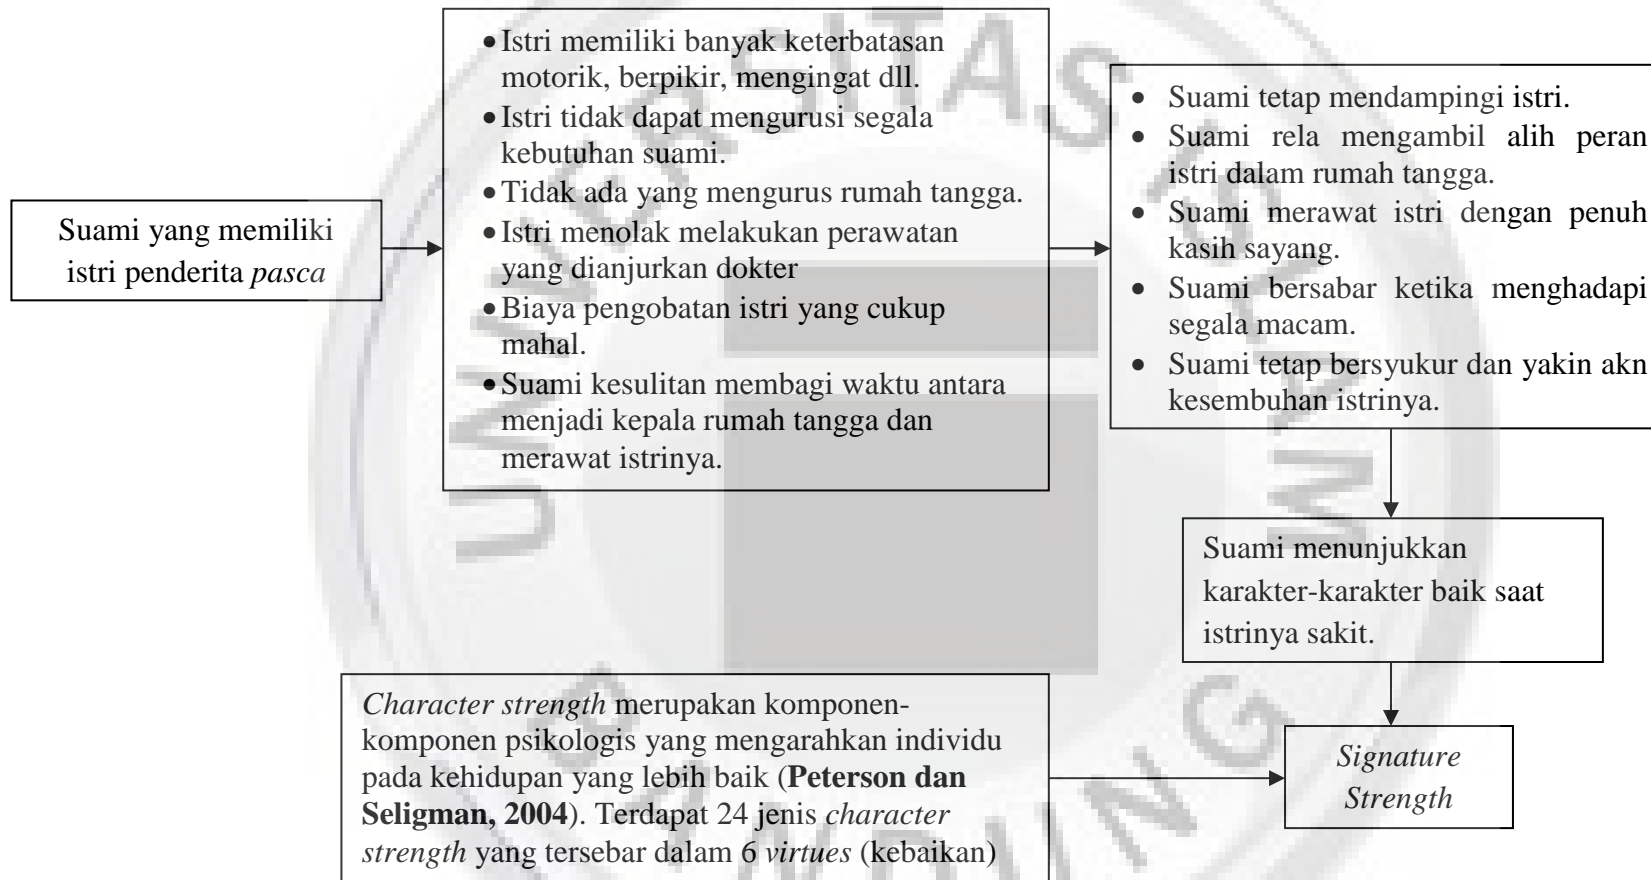 Suami yang memiliki
istri penderita pasca
• Istri memiliki banyak keterbatasan
motorik, berpikir, mengingat dll.
• Istri tidak dapat mengurusi segala
kebutuhan suami.
• Tidak ada yang mengurus rumah tangga.
• Istri menolak melakukan perawatan
yang dianjurkan dokter
• Biaya pengobatan istri yang cukup
mahal.
• Suami kesulitan membagi waktu antara
menjadi kepala rumah tangga dan
merawat istrinya.
• Suami tetap mendampingi istri.
• Suami rela mengambil alih peran
istri dalam rumah tangga.
• Suami merawat istri dengan penuh
kasih sayang.
• Suami bersabar ketika menghadapi
segala macam.
• Suami tetap bersyukur dan yakin akn
kesembuhan istrinya.
Suami menunjukkan
karakter-karakter baik saat
istrinya sakit.
Character strength merupakan komponen-
komponen psikologis yang mengarahkan individu
pada kehidupan yang lebih baik (Peterson dan
Seligman, 2004). Terdapat 24 jenis character
strength yang tersebar dalam 6 virtues (kebaikan)
Signature
Strength
UNIVERSITAS ISLAM
BANDUNG